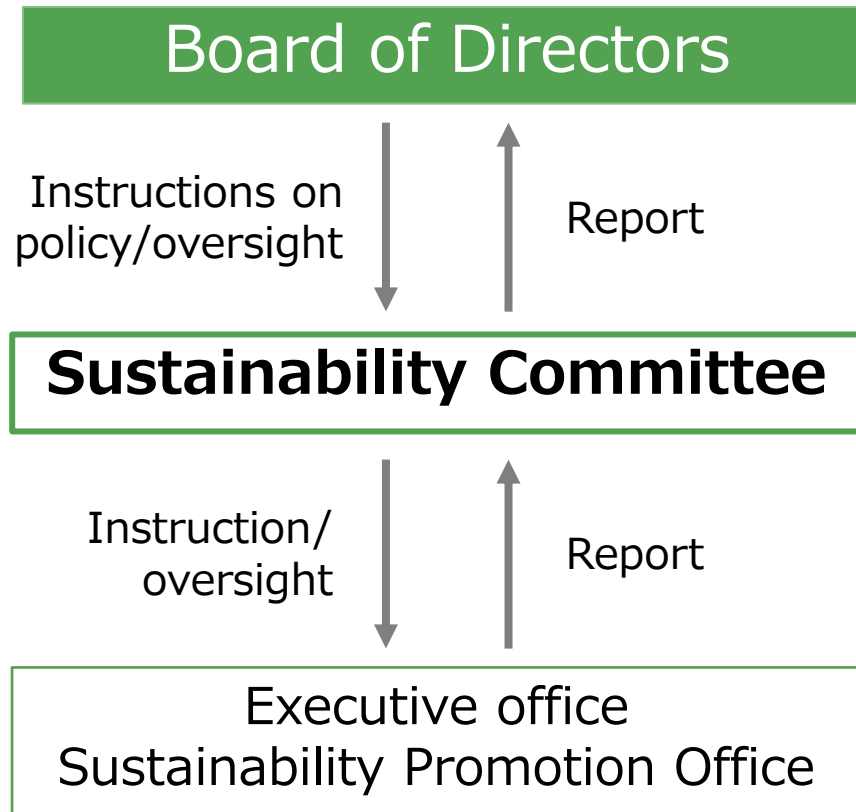 Board of Directors
Instructions on
policy/oversight
Report
Sustainability Committee
Instruction/
oversight
Report
Executive office
Sustainability Promotion Office